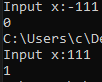 Input x:-111
0
C:\Users\c\De
Input x:111
1